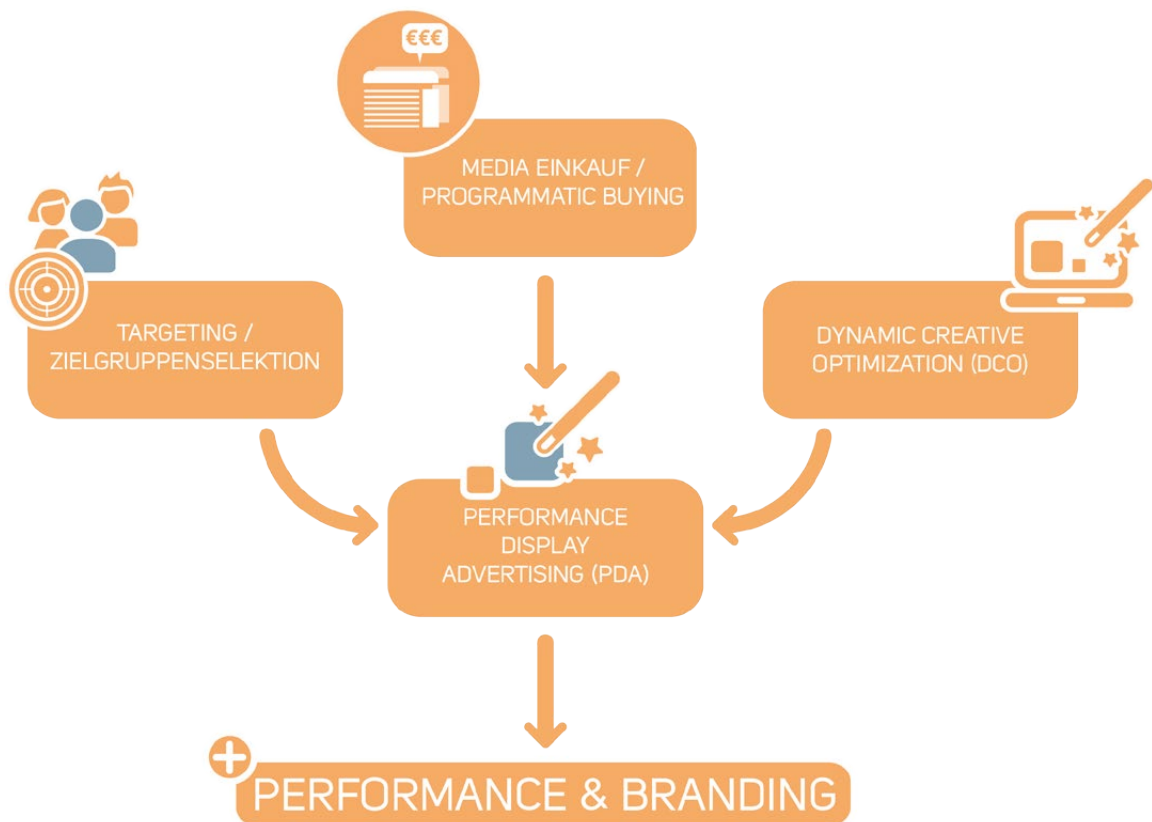 €€€
MEDIA EINKAUF /
PROGRAMMATIC BUYING
TARGETING /
ZIELGRUPPENSELEKTION
DYNAMIC CREATIVE
OPTIMIZATION (DCO)
PERFORMANCE
DISPLAY
ADVERTISING (PDA)
PERFORMANCE & BRANDING